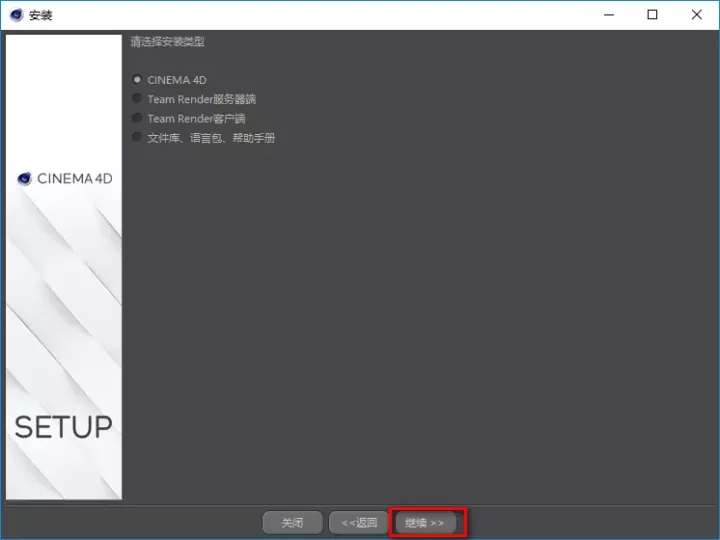 安装
请选择安装类型
CINEMA 4D
Team Render服务器端
Team Render客户端
文件库、语言包、帮助手册
CINEMA 4D
SETUP
关闭
<<返回
继续 >>